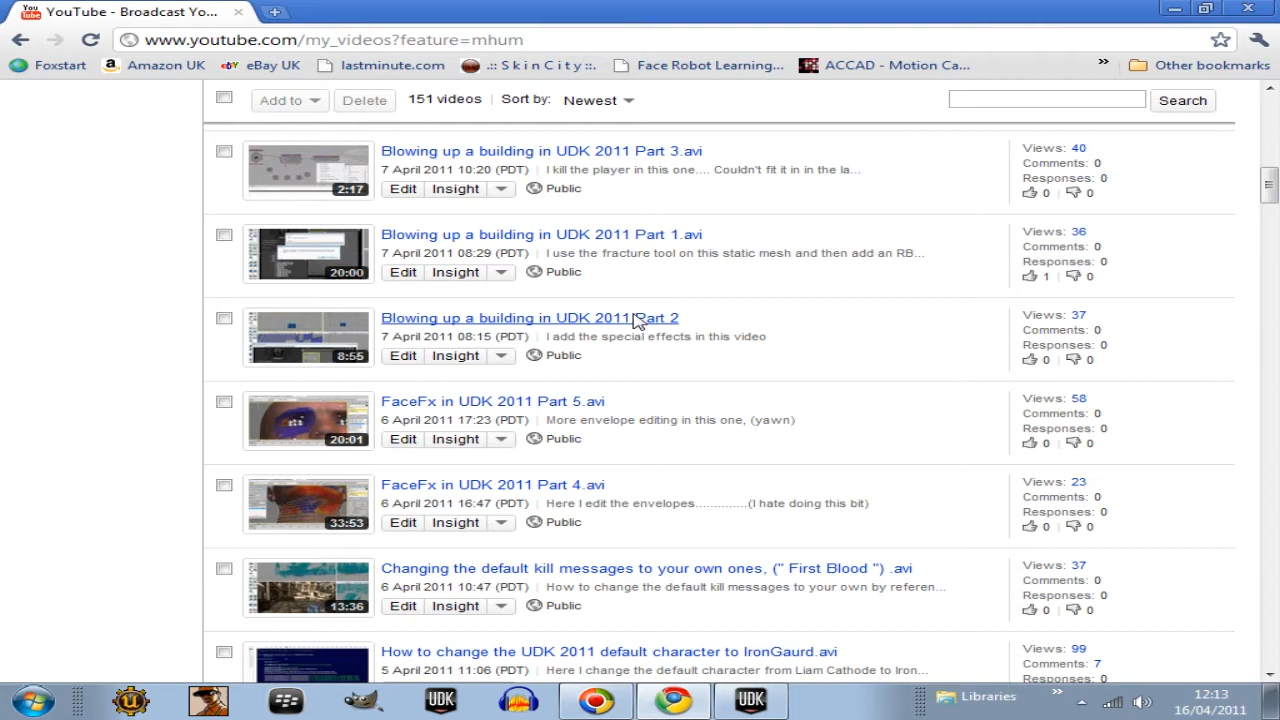 YouTube - Broadcast Yo...
www.youtube.com/my_videos?feature=mhum
Foxstart
Amazon UK
eBay UK
lastminute.com
.:: S k i n C i t y ::.
Face Robot Learning...
ACCAD - Motion Ca...
Other bookmarks
Add to
Delete
151 videos
Sort by:
Newest
Search
Blowing up a building in UDK 2011 Part 3.avi
7 April 2011 10:20 (PDT) I kill the player in this one.... Couldn't fit it in in the la...
2:17
Edit Insight Public
Views: 40
Comments: 0
Responses: 0
0 0
Blowing up a building in UDK 2011 Part 1.avi
7 April 2011 08:29 (PDT) I use the fracture tool on this static mesh and then add an RB...
20:00
Edit Insight Public
Views: 36
Comments: 0
Responses: 0
1 0
Blowing up a building in UDK 2011 Part 2
7 April 2011 08:15 (PDT) I add the special effects in this video
8:55
Edit Insight Public
Views: 37
Comments: 0
Responses: 0
0 0
FaceFx in UDK 2011 Part 5.avi
6 April 2011 17:23 (PDT) More envelope editing in this one, (yawn)
20:01
Edit Insight Public
Views: 58
Comments: 0
Responses: 0
0 0
FaceFx in UDK 2011 Part 4.avi
6 April 2011 16:47 (PDT) Here I edit the envelopes..............(I hate doing this bit)
33:53
Edit Insight Public
Views: 23
Comments: 0
Responses: 0
0 0
Changing the default kill messages to your own ones, (" First Blood ") .avi
6 April 2011 10:47 (PDT) How to change the default kill messages to your own by referen...
13:36
Edit Insight Public
Views: 37
Comments: 0
Responses: 0
0 0
How to change the UDK 2011 default character to IronGaurd.avi
5 April 2011 11:06 (PDT) change the default character from Liam Cathode to Iron...
Views: 99
Comments: 7
UDK
UDK
Libraries
12:13
16/04/2011